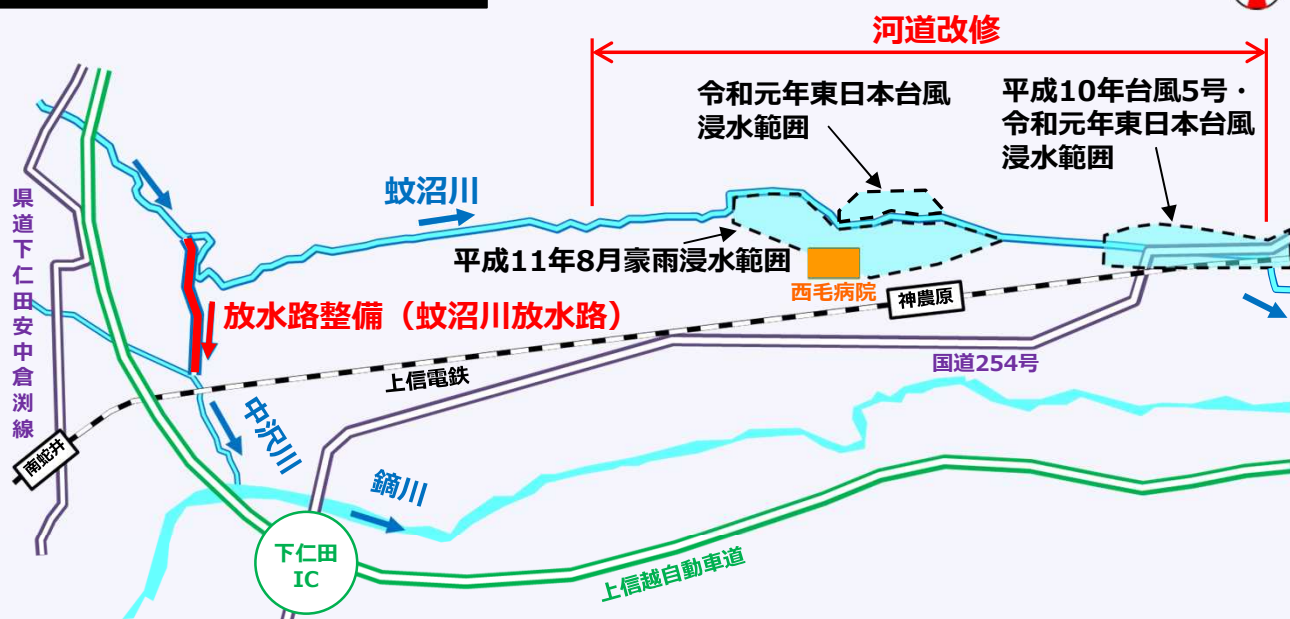 河道改修
令和元年東日本台風
浸水範囲
平成10年台風5号・
令和元年東日本台風
浸水範囲
蚊沼川
県道下仁田安中倉渕線
平成11年8月豪雨浸水範囲
西毛病院
神農原
放水路整備（蚊沼川放水路）
国道254号
上信電鉄
中沢川
南蛇井
鏑川
下仁田
IC
上信越自動車道